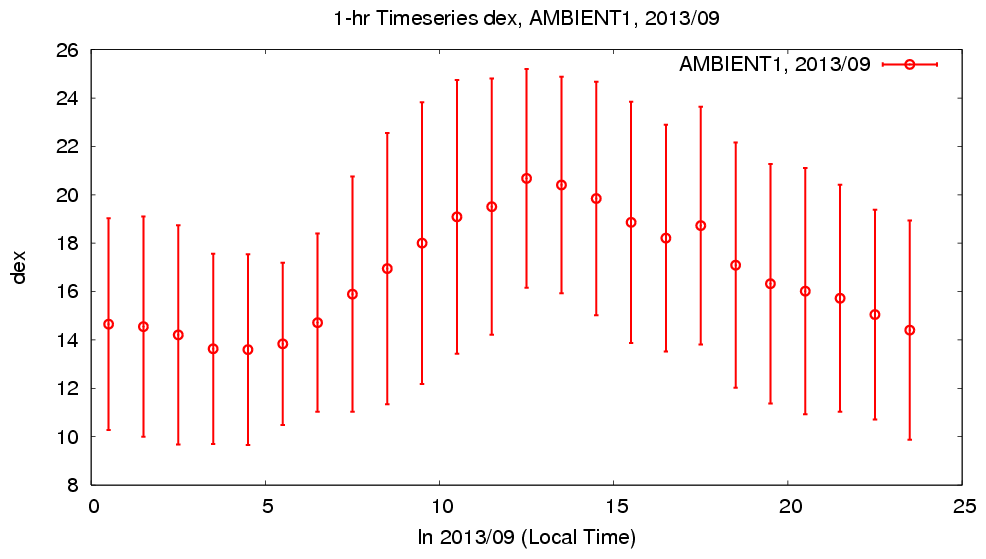 1-hr Timeseries dex, AMBIENT1, 2013/09
AMBIENT1, 2013/09
26
24
22
20
18
16
14
12
10
8
dex
0 5 10 15 20 25
In 2013/09 (Local Time)